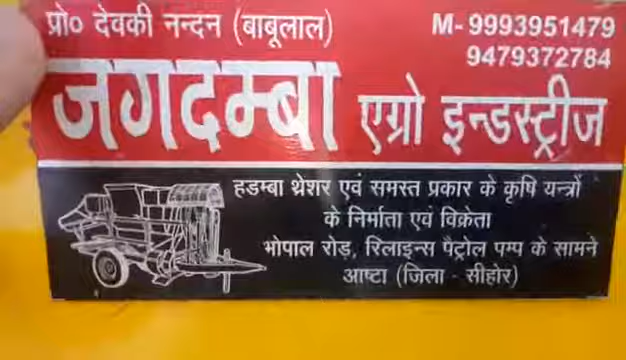 प्रो० देवकी नन्दन (बाबूलाल) M- 9993951479
9479372784
जगदम्बा एग्रो इन्डस्ट्रीज
हडम्बा थ्रेशर एवं समस्त प्रकार के कृषि यन्त्रों
के निर्माता एवं विक्रेता
भोपाल रोड़, रिलाइन्स पैट्रोल पम्प के सामने
आष्टा (जिला - सीहोर)